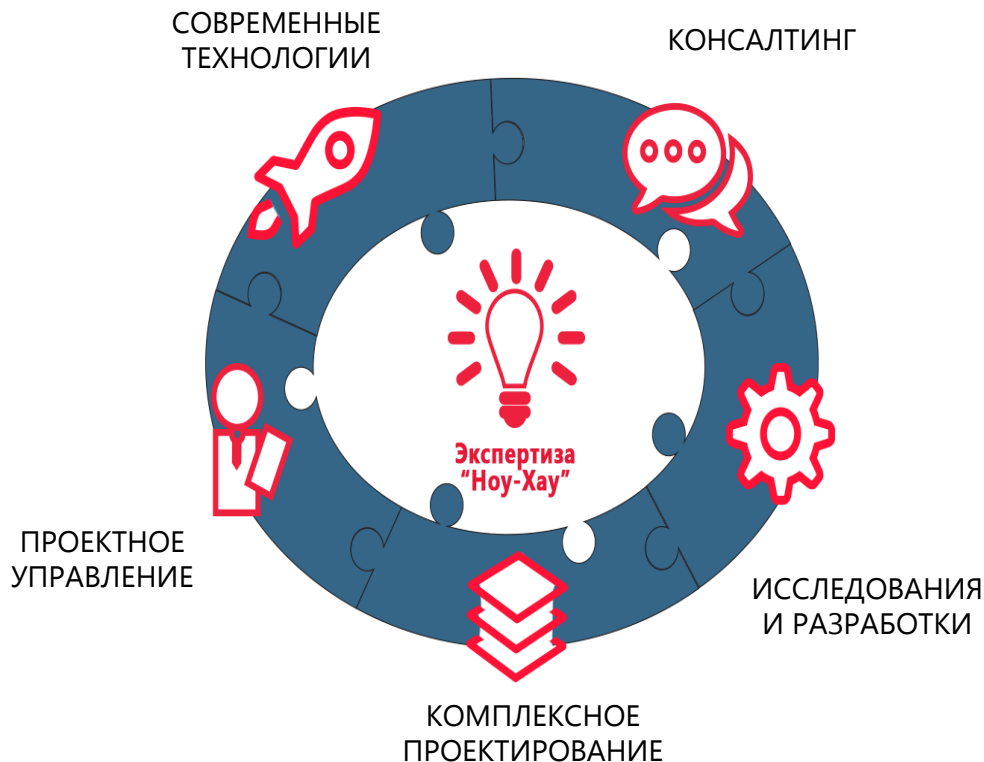 СОВРЕМЕННЫЕ
ТЕХНОЛОГИИ
КОНСАЛТИНГ
Экспертиза
“Ноу-Хау”
ПРОЕКТНОЕ
УПРАВЛЕНИЕ
ИССЛЕДОВАНИЯ
И РАЗРАБОТКИ
КОМПЛЕКСНОЕ
ПРОЕКТИРОВАНИЕ